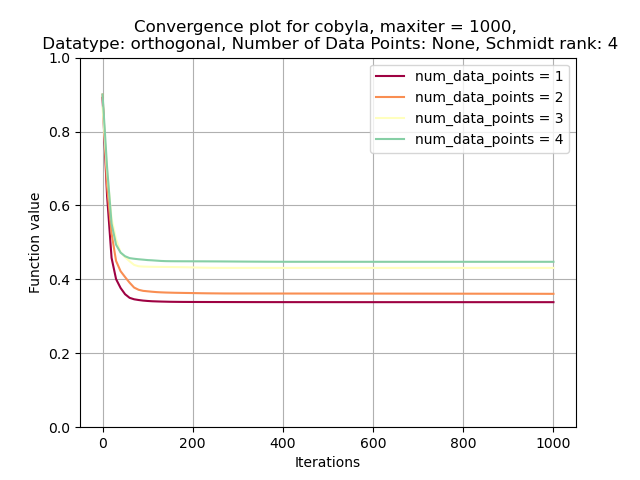 Convergence plot for cobyla, maxiter = 1000,
Datatype: orthogonal, Number of Data Points: None, Schmidt rank: 4
1.0
0.8
0.6
0.4
0.2
0.0
Function value
num_data_points = 1
num_data_points = 2
num_data_points = 3
num_data_points = 4
0 200 400 600 800 1000
Iterations